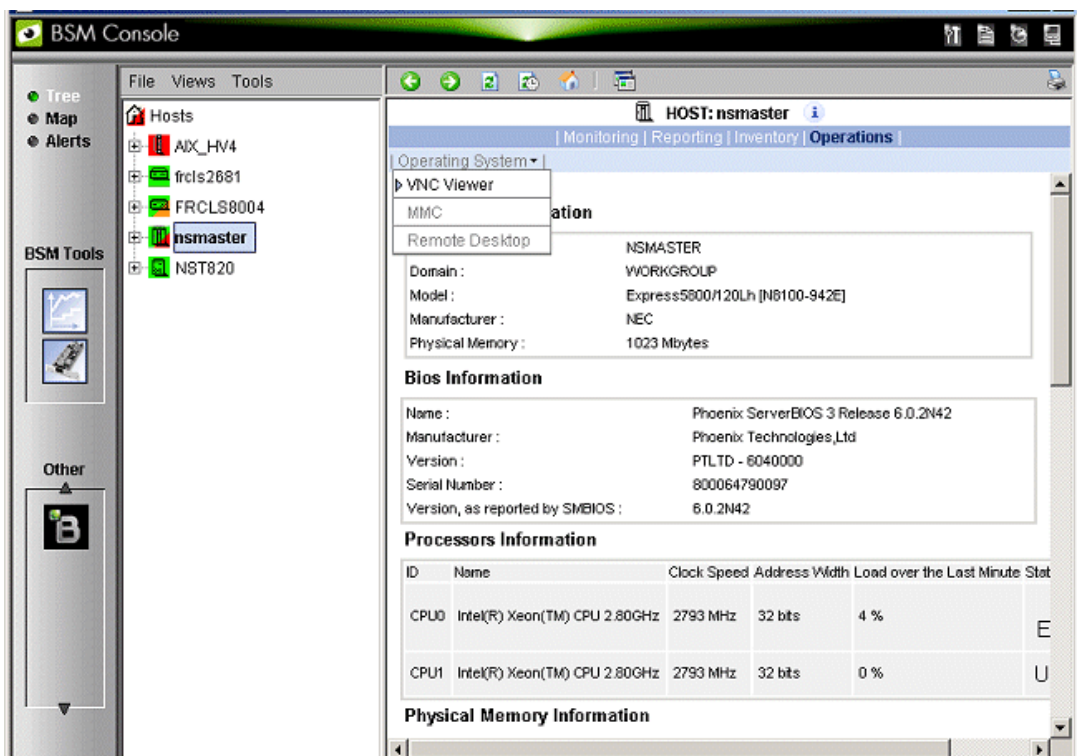 BSM Console
Tree
Map
Alerts
BSM Tools
Other
B
File Views Tools
Hosts
AIX_HV4
frcls2681
FRCLS8004
nsmaster
NST820
HOST: nsmaster
| Monitoring | Reporting | Inventory | Operations |
| Operating System |
VNC Viewer
MMC
Remote Desktop
ation
NSMASTER
Domain : WORKGROUP
Model : Express5800/120Lh [N8100-942E]
Manufacturer : NEC
Physical Memory : 1023 Mbytes
Bios Information
Name : Phoenix ServerBIOS 3 Release 6.0.2N42
Manufacturer : Phoenix Technologies,Ltd
Version : PTLTD - 6040000
Serial Number : 800064790097
Version, as reported by SMBIOS : 6.0.2N42
Processors Information
ID Name Clock Speed Address Width Load over the Last Minute Stat
CPU0 Intel(R) Xeon(TM) CPU 2.80GHz 2793 MHz 32 bits 4 % E
CPU1 Intel(R) Xeon(TM) CPU 2.80GHz 2793 MHz 32 bits 0 % U
Physical Memory Information